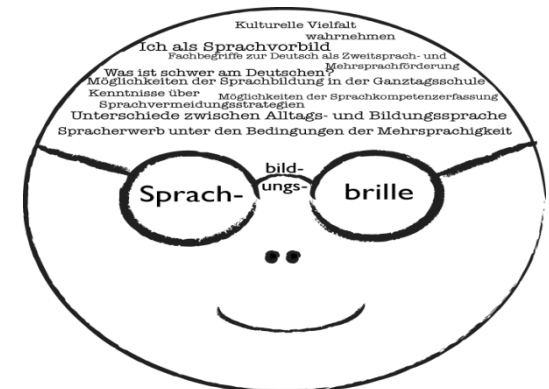 Kulturelle Vielfalt
wahrnehmen
Ich als Sprachvorbild
Fachbegriffe zur Deutsch als Zweitsprach- und
Mehrsprachförderung
Was ist schwer am Deutschen?
Möglichkeiten der Sprachbildung in der Ganztagsschule
Kenntnisse über
Sprachvermeidungsstrategien
Möglichkeiten der Sprachkompetenzerfassung
Unterschiede zwischen Alltags- und Bildungssprache
Spracherwerb unter den Bedingungen der Mehrsprachigkeit
Sprach-
bild-
ungs-
brille